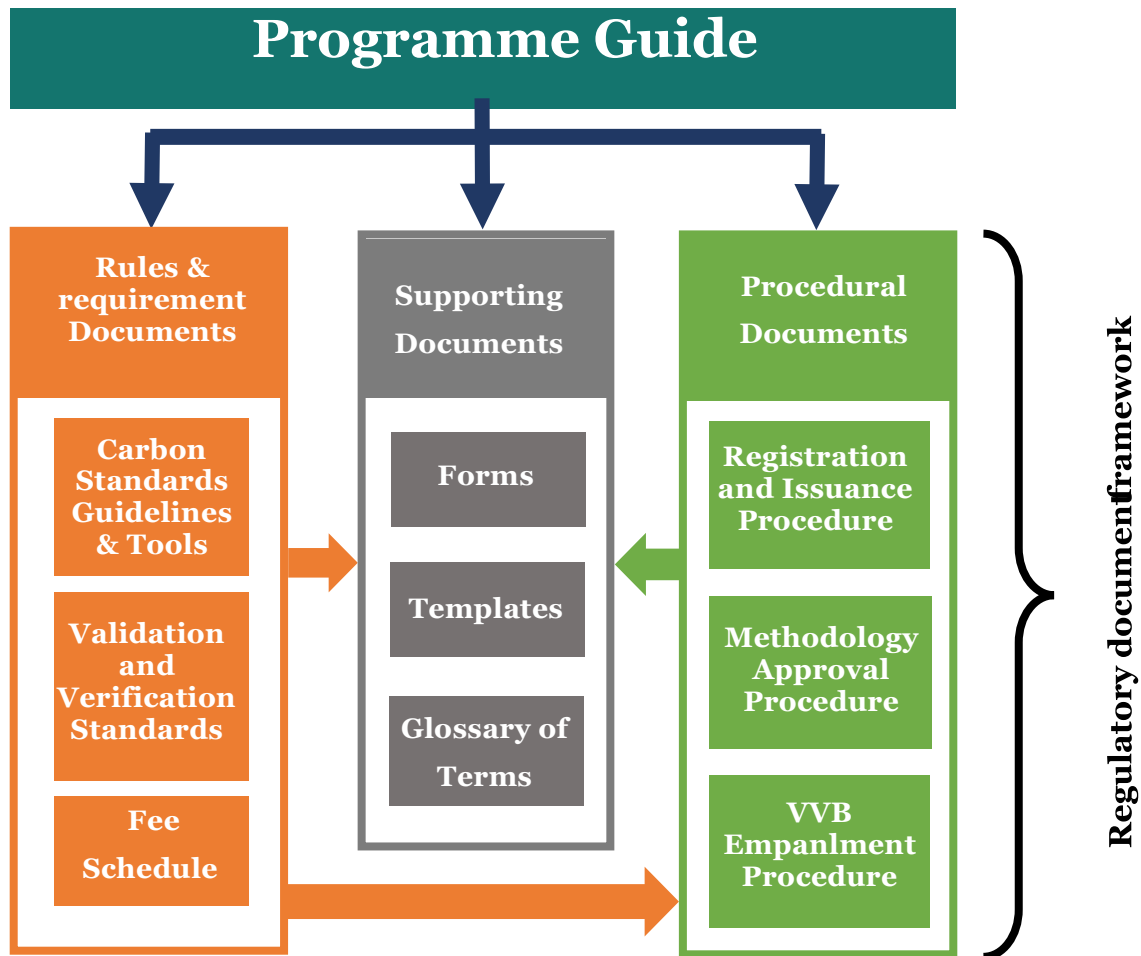 Programme Guide
Rules &
requirement
Documents
Carbon
Standards
Guidelines
& Tools
Validation
and
Verification
Standards
Fee
Schedule
Supporting
Documents
Forms
Templates
Glossary of
Terms
Procedural
Documents
Registration
and Issuance
Procedure
Methodology
Approval
Procedure
VVB
Empanlment
Procedure
Regulatory documentframework